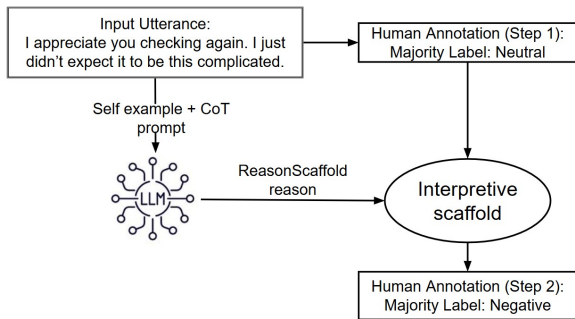 Input Utterance:
I appreciate you checking again. I just
didn't expect it to be this complicated.
Human Annotation (Step 1):
Majority Label: Neutral
Self example + CoT
prompt
LLM
ReasonScaffold
reason
Interpretive
scaffold
Human Annotation (Step 2):
Majority Label: Negative